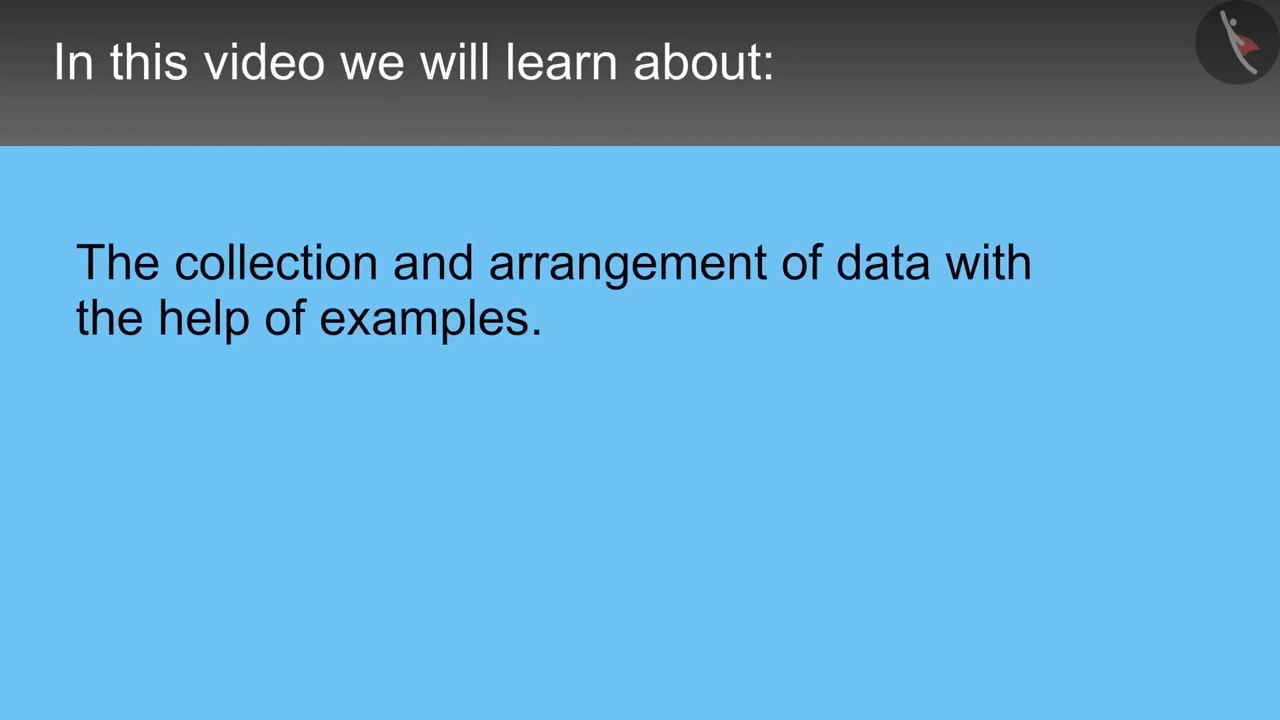 In this video we will learn about:
The collection and arrangement of data with
the help of examples.